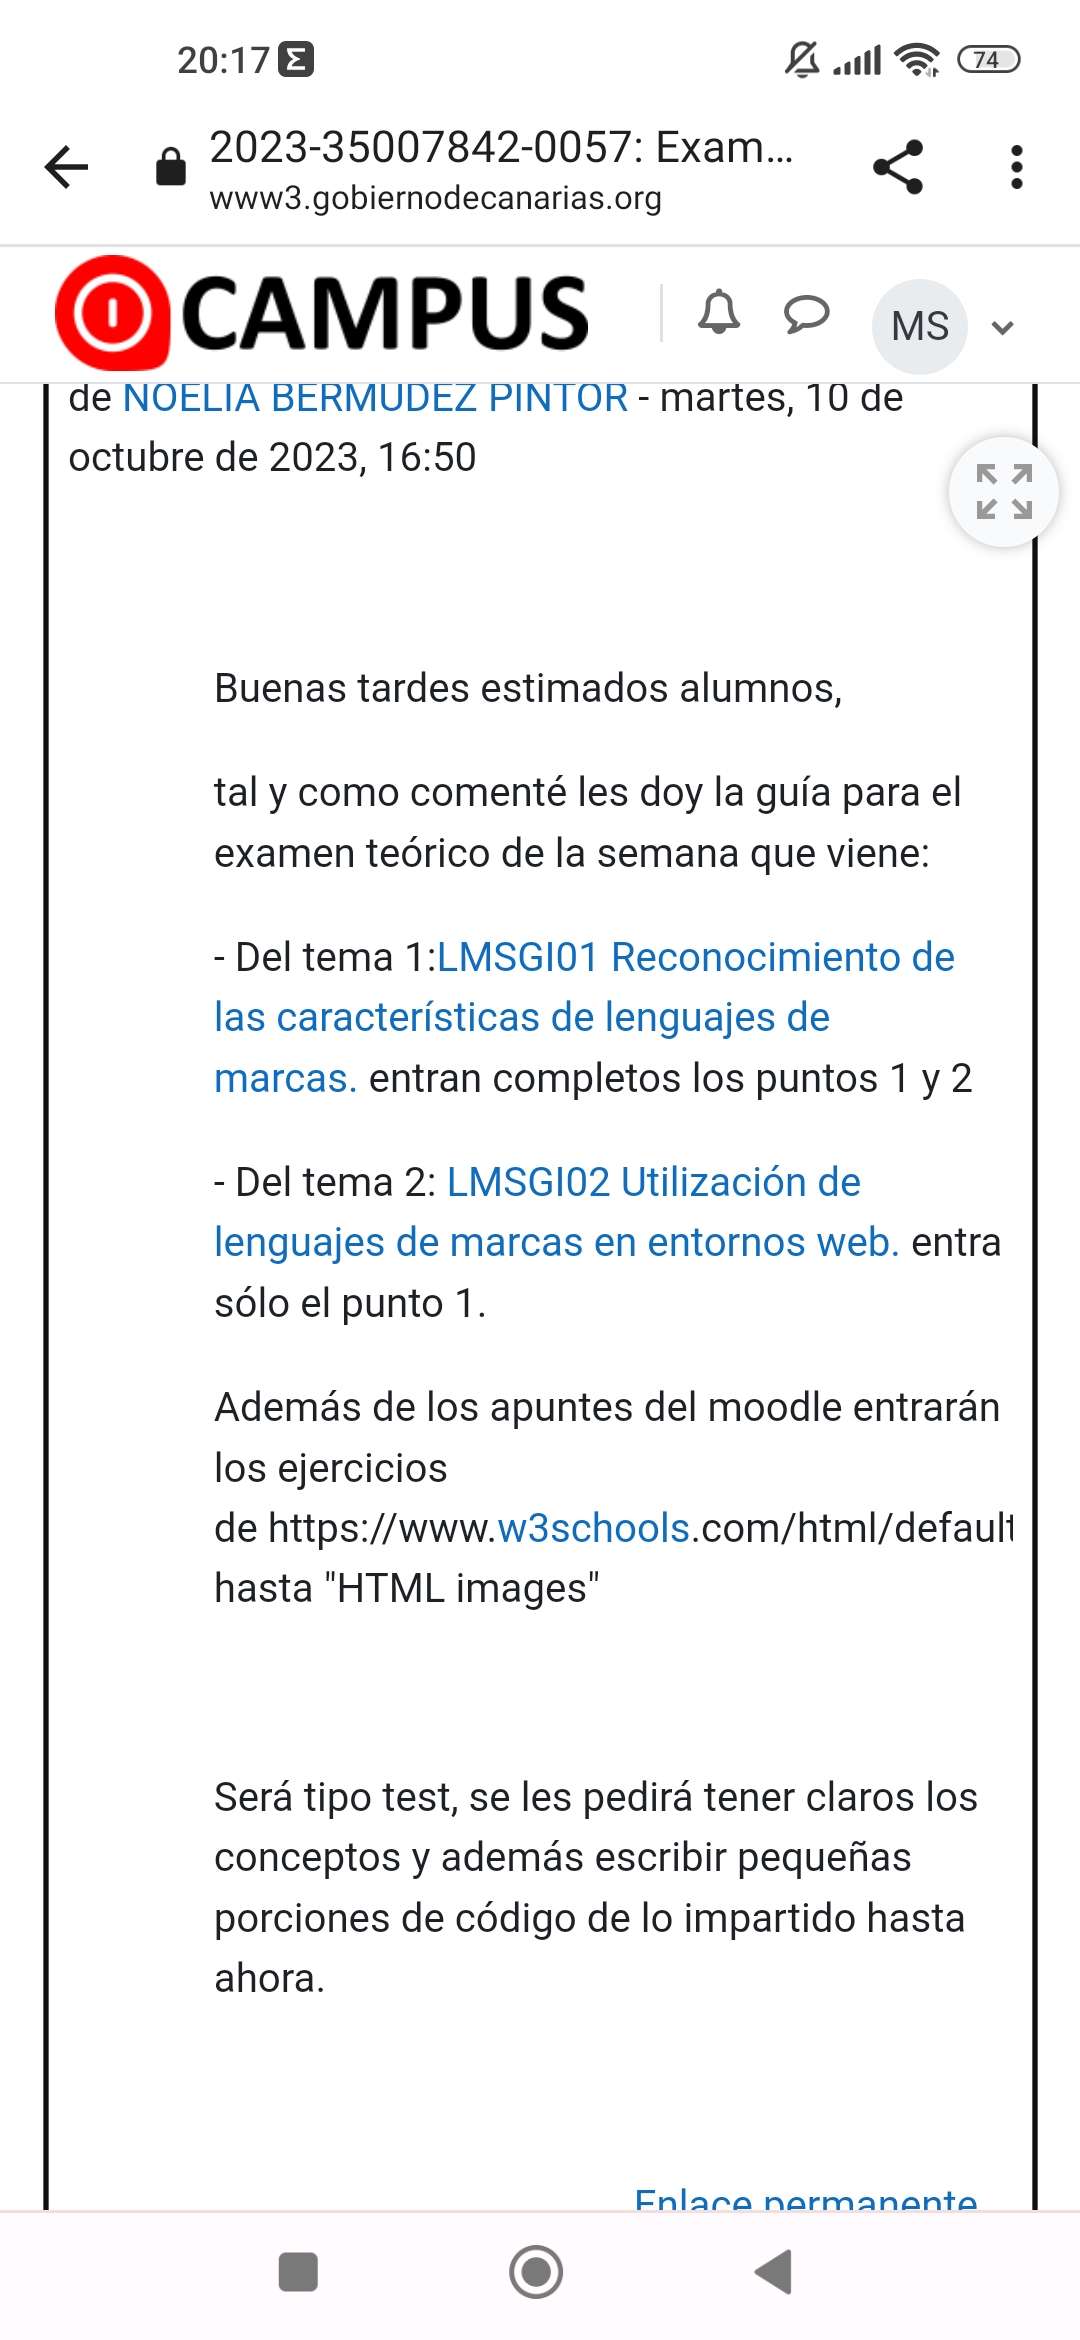 20:17
74
2023-35007842-0057: Exam...
www3.gobiernodecanarias.org
CAMPUS
MS
de NOELIA BERMUDEZ PINTOR - martes, 10 de
octubre de 2023, 16:50
Buenas tardes estimados alumnos,
tal y como comenté les doy la guía para el
examen teórico de la semana que viene:
- Del tema 1:LMSGI01 Reconocimiento de
las características de lenguajes de
marcas. entran completos los puntos 1 y 2
- Del tema 2: LMSGI02 Utilización de
lenguajes de marcas en entornos web. entra
sólo el punto 1.
Además de los apuntes del moodle entrarán
los ejercicios
de https://www.w3schools.com/html/default
hasta "HTML images"
Será tipo test, se les pedirá tener claros los
conceptos y además escribir pequeñas
porciones de código de lo impartido hasta
ahora.
Enlace permanente